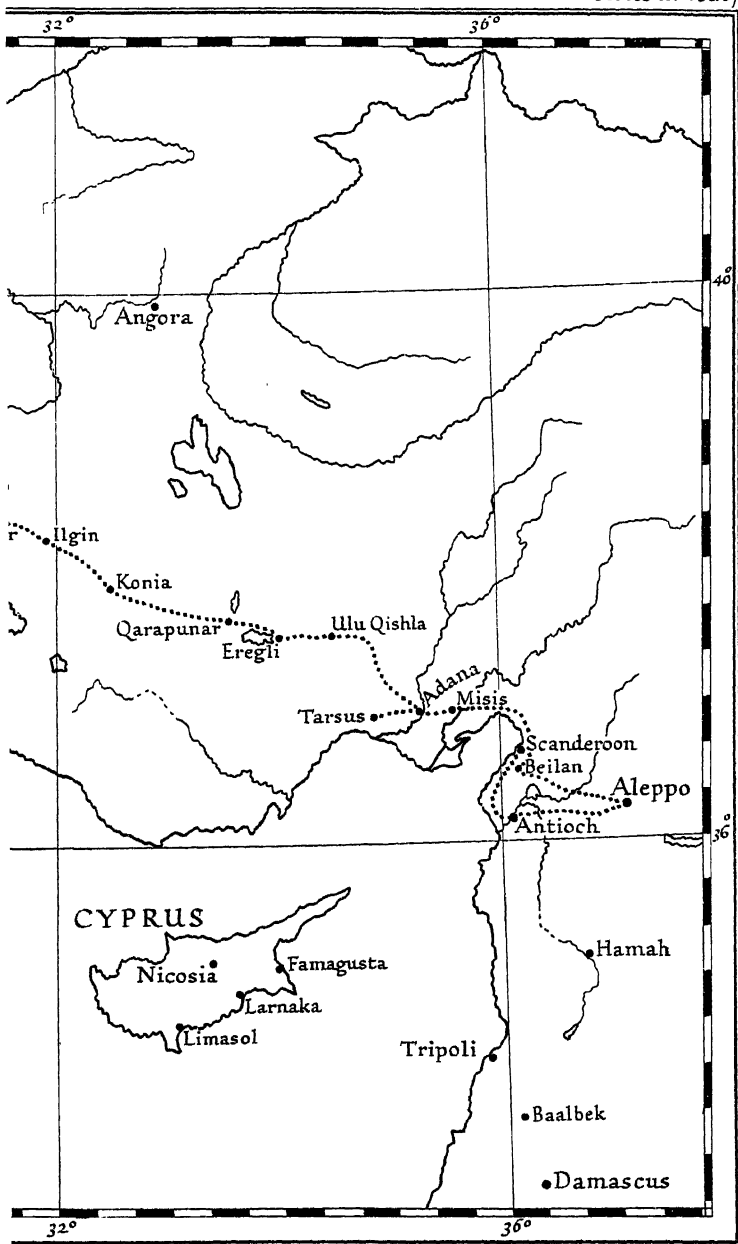 32° 36°
40°
Angora
r Ilgin
Konia
Qarapunar
Ulu Qishla
Eregli
Adana
Misis
Tarsus
Scanderoon
Beilan
Aleppo
Antioch
36°
CYPRUS
Hamah
Nicosia
Famagusta
Larnaka
Limasol
Tripoli
Baalbek
Damascus
32° 36°